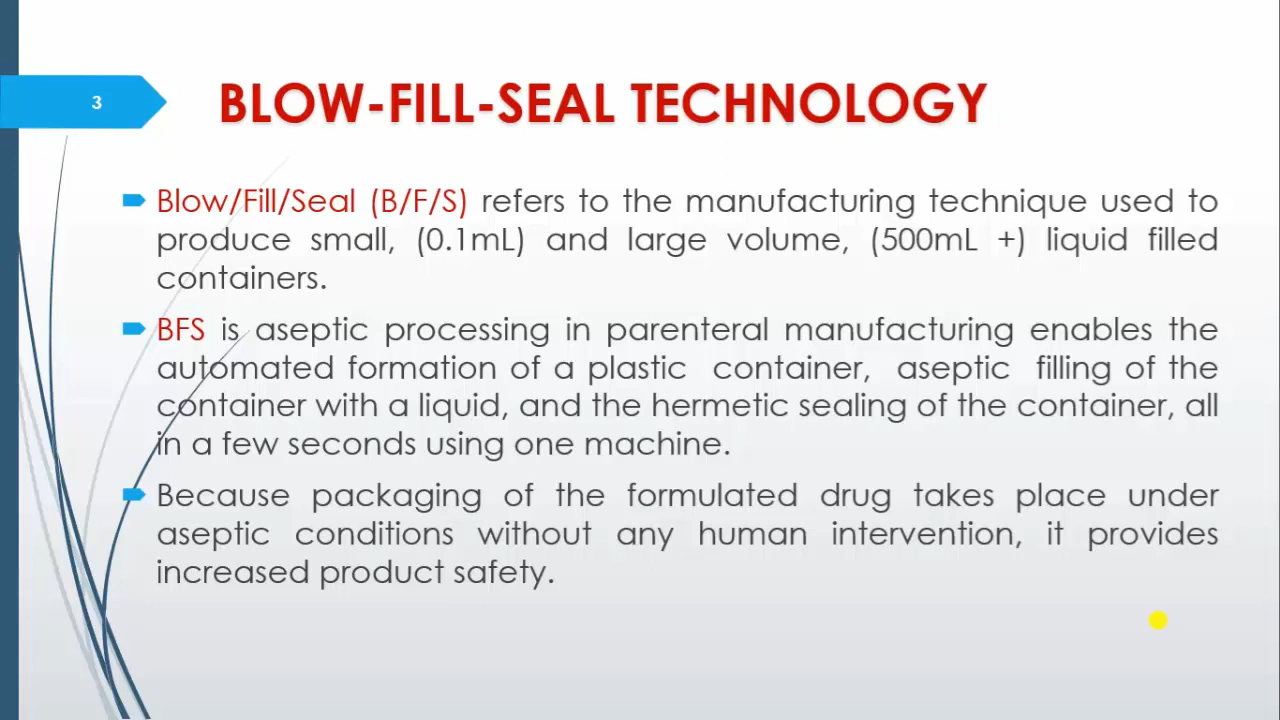 3
BLOW-FILL-SEAL TECHNOLOGY
Blow/Fill/Seal (B/F/S) refers to the manufacturing technique used to
produce small, (0.1mL) and large volume, (500mL +) liquid filled
containers.
BFS is aseptic processing in parenteral manufacturing enables the
automated formation of a plastic container, aseptic filling of the
container with a liquid, and the hermetic sealing of the container, all
in a few seconds using one machine.
Because packaging of the formulated drug takes place under
aseptic conditions without any human intervention, it provides
increased product safety.